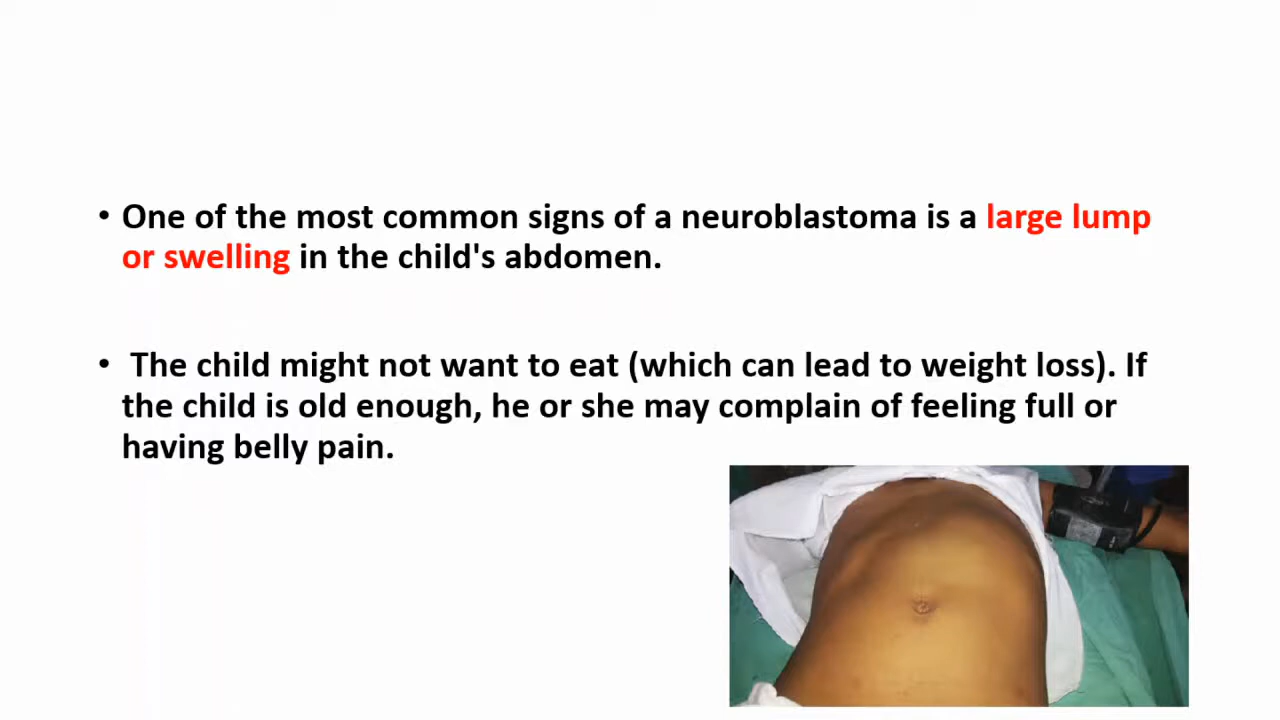 • One of the most common signs of a neuroblastoma is a large lump
or swelling in the child's abdomen.
• The child might not want to eat (which can lead to weight loss). If
the child is old enough, he or she may complain of feeling full or
having belly pain.